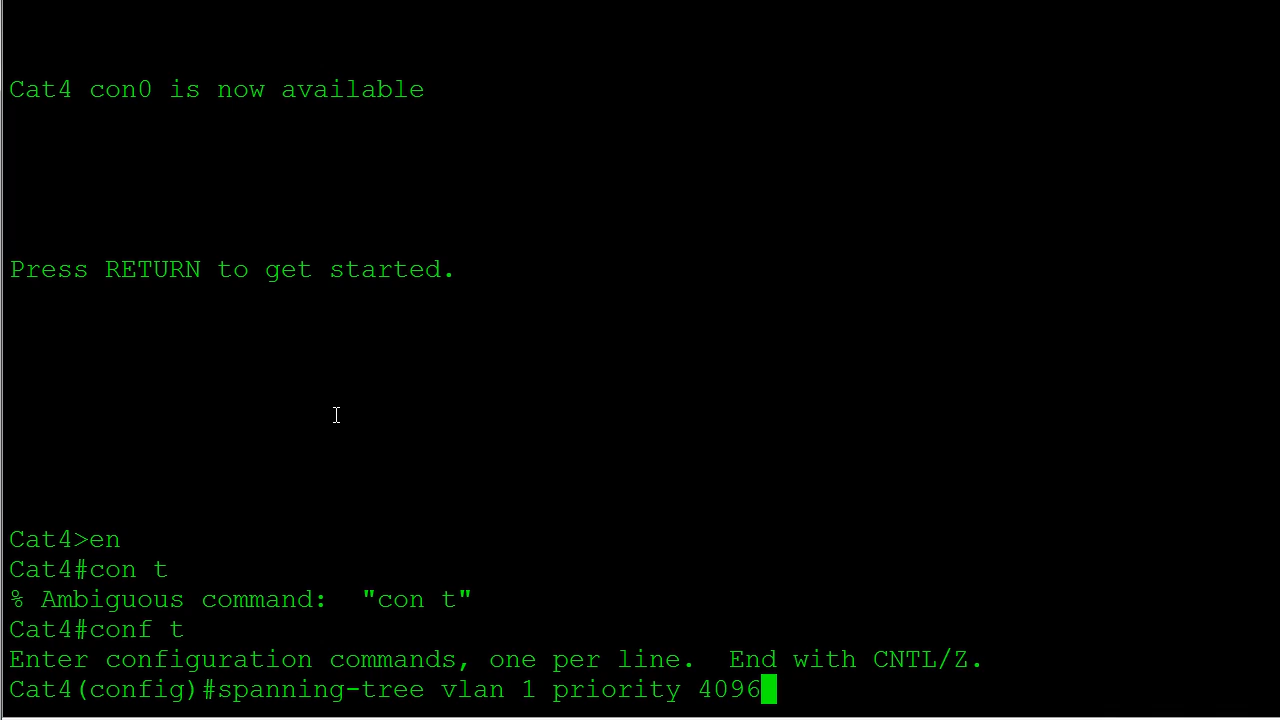 Cat4 con0 is now available
Press RETURN to get started.
Cat4>en
Cat4#con t
% Ambiguous command:  "con t"
Cat4#conf t
Enter configuration commands, one per line.  End with CNTL/Z.
Cat4(config)#spanning-tree vlan 1 priority 4096